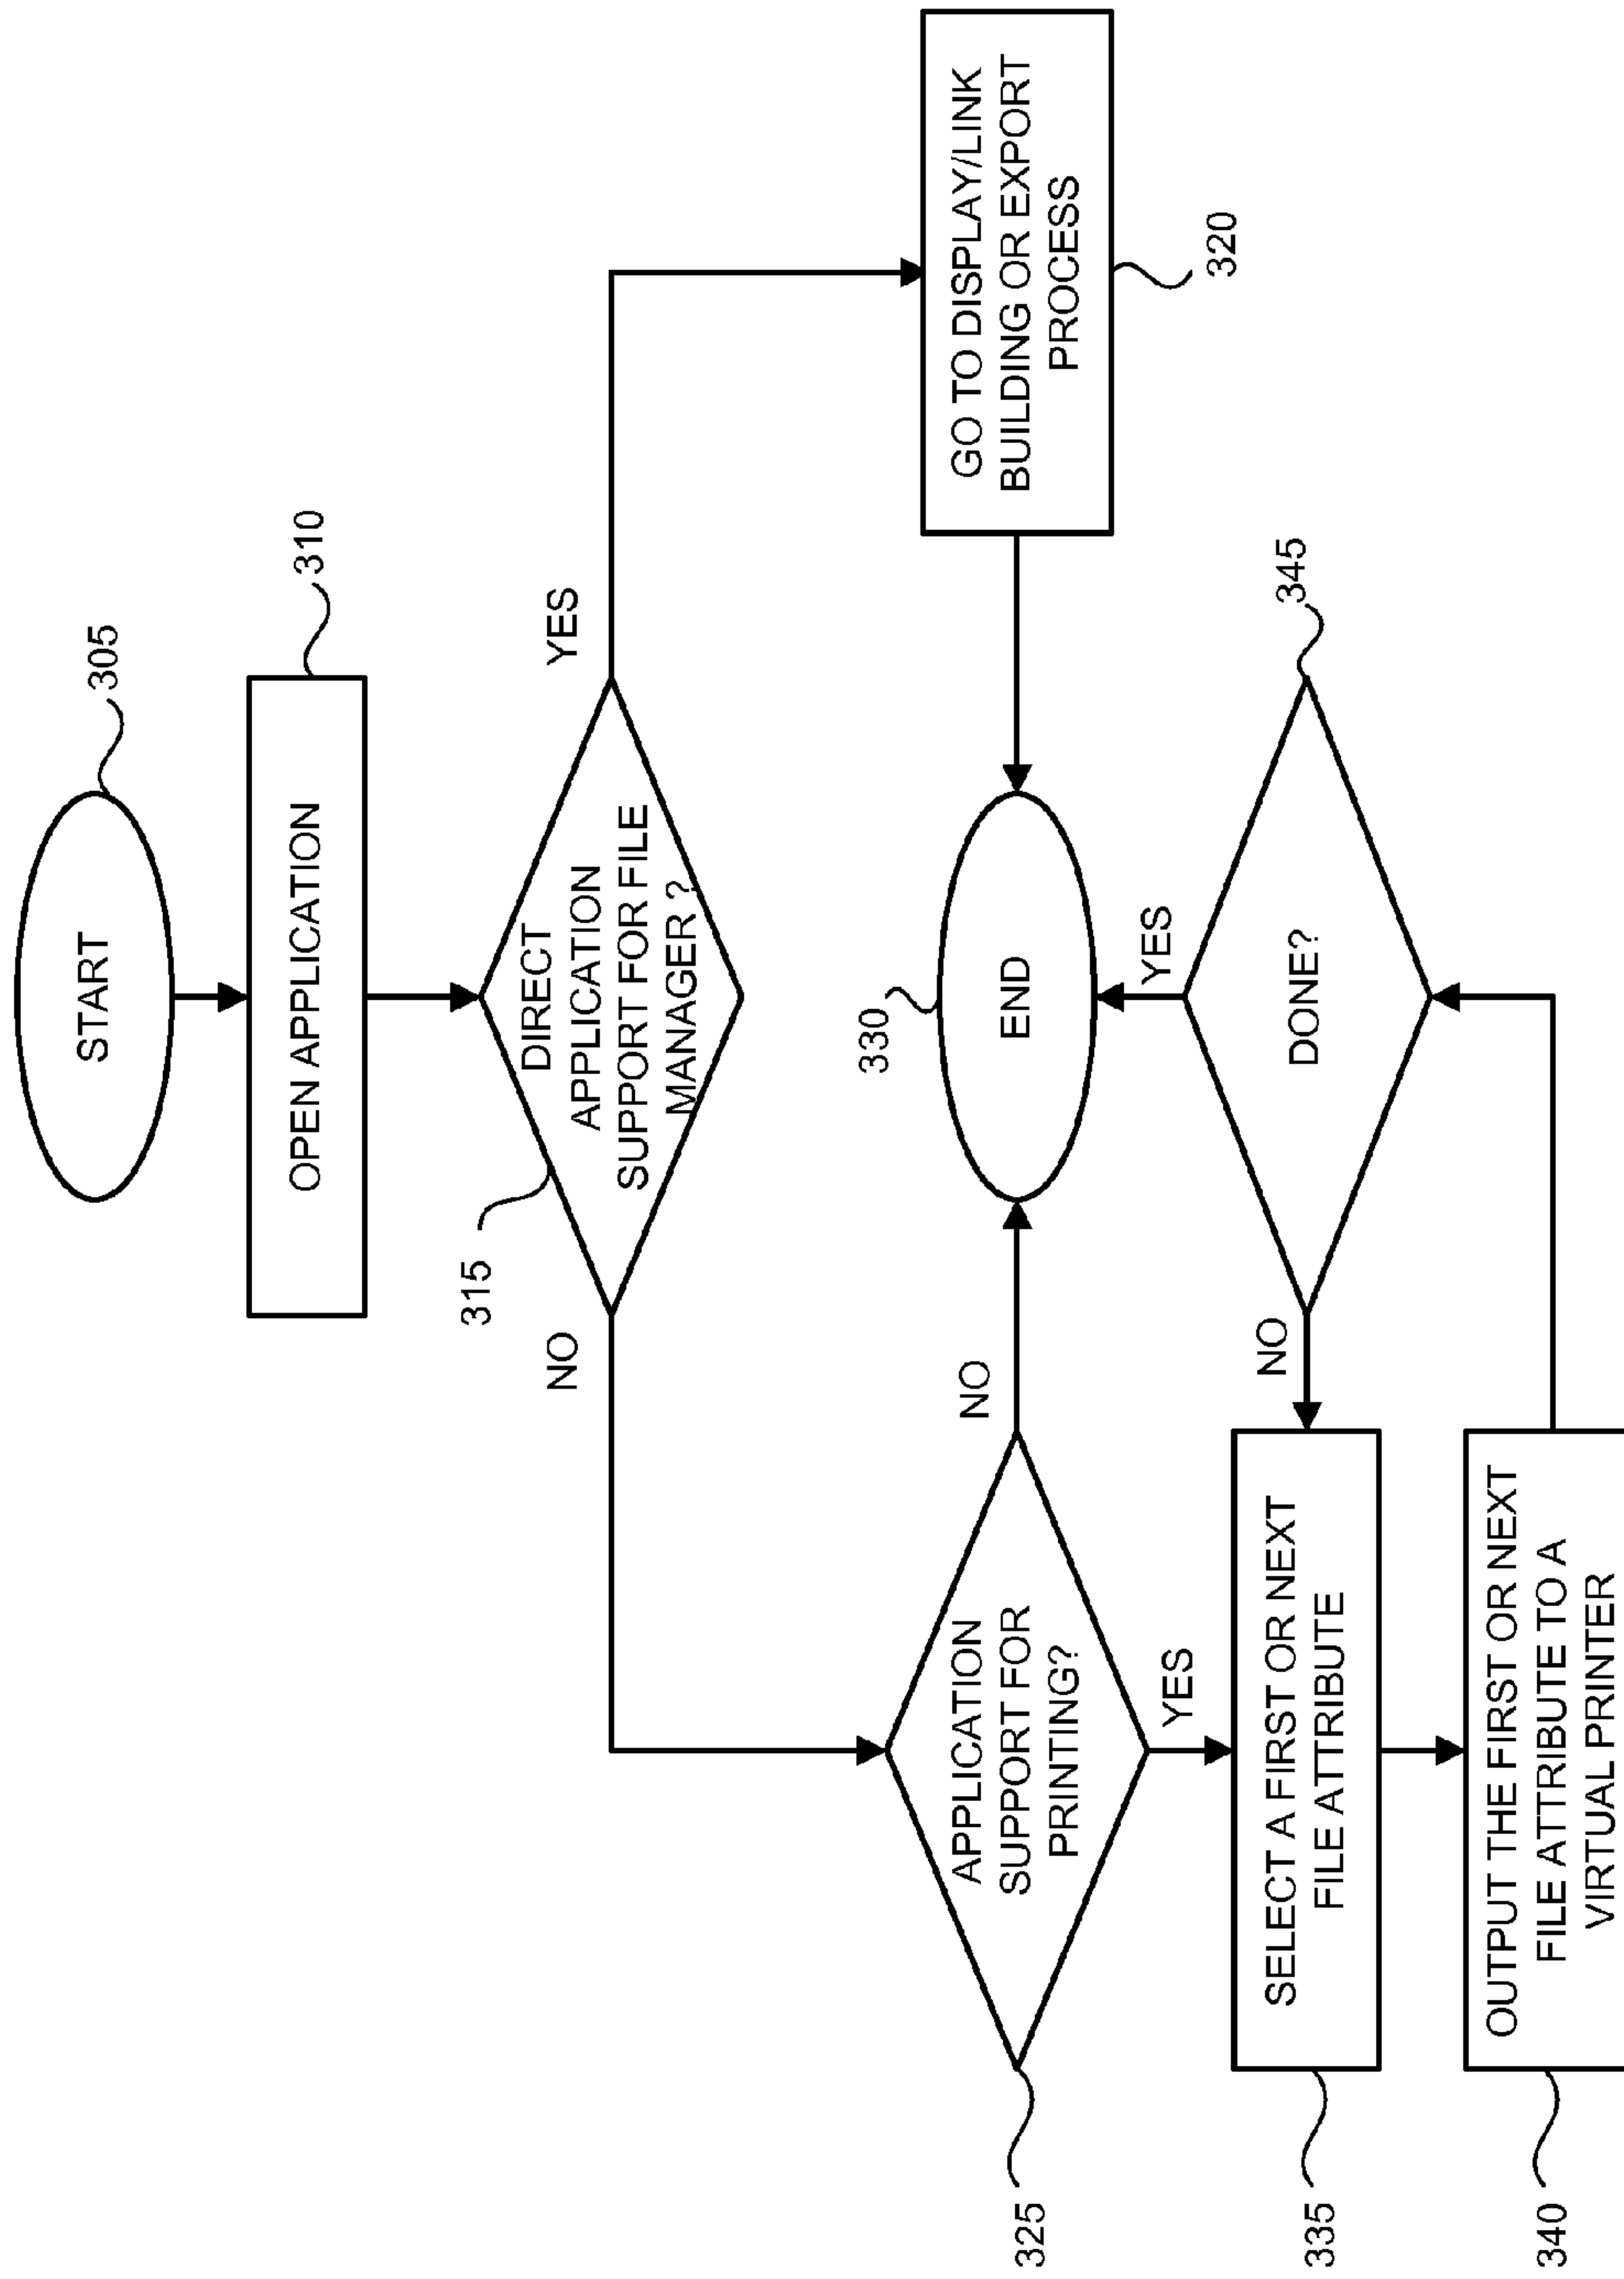 START
305
OPEN APPLICATION
310
DIRECT
APPLICATION
SUPPORT FOR FILE
MANAGER ?
315
NO
YES
APPLICATION
SUPPORT FOR
PRINTING?
325
NO
YES
330
END
GO TO DISPLAY/LINK
BUILDING OR EXPORT
PROCESS
320
SELECT A FIRST OR NEXT
FILE ATTRIBUTE
335
NO
DONE?
YES
345
OUTPUT THE FIRST OR NEXT
FILE ATTRIBUTE TO A
VIRTUAL PRINTER
340